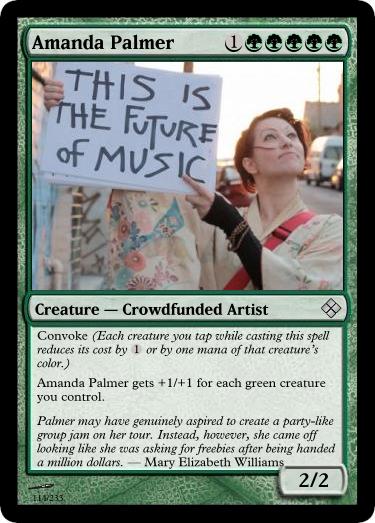 Amanda Palmer 1
THIS IS
THE FUTURE
OF MUSIC
Creature — Crowdfunded Artist
Convoke (Each creature you tap while casting this spell
reduces its cost by 1 or by one mana of that creature's
color.)
Amanda Palmer gets +1/+1 for each green creature
you control.
Palmer may have genuinely aspired to create a party-like
group jam on her tour. Instead, however, she came off
looking like she was asking for freebies after being handed
a million dollars. — Mary Elizabeth Williams
2/2